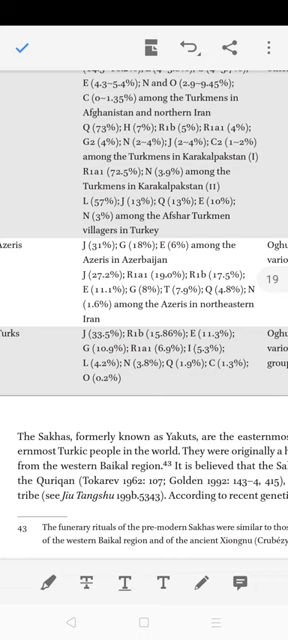 E (4.3–5.4%); N and O (2.9–9.45%);
C (0–1.35%) among the Turkmens in
Afghanistan and northern Iran
Q (73%); H (7%); R1b (5%); R1a1 (4%);
G2 (4%); N (2–4%); J (2–4%); C2 (1–2%)
among the Turkmens in Karakalpakstan (I)
R1a1 (72.5%); N (3.9%) among the
Turkmens in Karakalpakstan (II)
L (57%); J (13%); Q (13%); E (10%);
N (3%) among the Afshar Turkmen
villagers in Turkey
Azeris J (31%); G (18%); E (6%) among the Oghu
Azeris in Azerbaijan vario
J (27.2%); R1a1 (19.0%); R1b (17.5%);
19
E (11.1%); G (8%); T (7.9%); Q (4.8%); N
(1.6%) among the Azeris in northeastern
Iran
Turks J (33.5%); R1b (15.86%); E (11.3%); Oghu
G (10.9%); R1a1 (6.9%); I (5.3%); vario
L (4.2%); N (3.8%); Q (1.9%); C (1.3%); group
O (0.2%)
The Sakhas, formerly known as Yakuts, are the easternmos
ernmost Turkic people in the world. They were originally a h
from the western Baikal region.43 It is believed that the Sa
the Quriqan (Tokarev 1962: 107; Golden 1992: 143–4, 415),
tribe (see Jiu Tangshu 199b.5343). According to recent geneti
43 The funerary rituals of the pre-modern Sakhas were similar to thos
of the western Baikal region and of the ancient Xiongnu (Crubézy